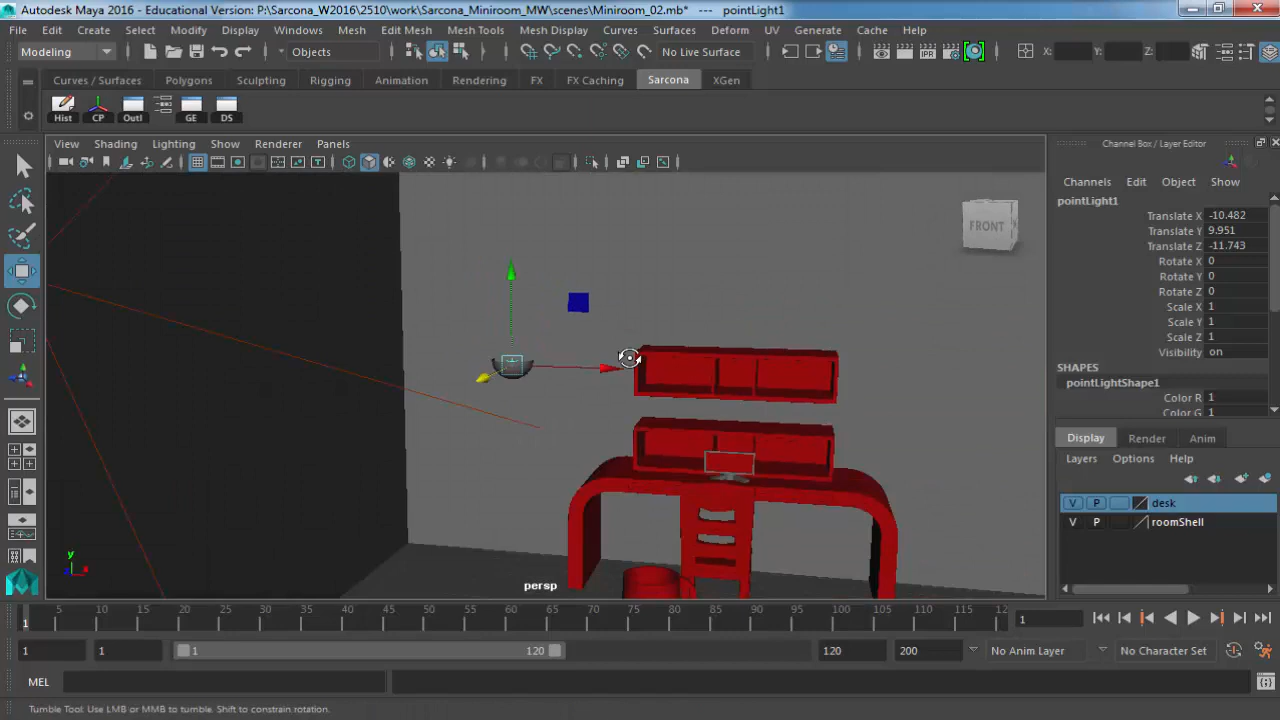 Autodesk Maya 2016 - Educational Version: P:\Sarcona_W2016\2510\work\Sarcona_Miniroom_MW\scenes\Miniroom_02.mb* --- pointLight1
File Edit Create Select Modify Display Windows Mesh Edit Mesh Mesh Tools Mesh Display Curves Surfaces Deform UV Generate Cache Help
Modeling Objects No Live Surface X: Y: Z:
Curves / Surfaces Polygons Sculpting Rigging Animation Rendering FX FX Caching Sarcona XGen
Hist CP Outl GE DS
View Shading Lighting Show Renderer Panels
Channel Box / Layer Editor
Channels Edit Object Show
pointLight1
Translate X -10.482
Translate Y 9.951
Translate Z -11.743
Rotate X 0
Rotate Y 0
Rotate Z 0
Scale X 1
Scale Y 1
Scale Z 1
Visibility on
SHAPES
pointLightShape1
Color R 1
Color G 1
FRONT
Display Render Anim
Layers Options Help
V P desk
V P roomShell
y
persp
5 10 15 20 25 30 35 40 45 50 55 60 65 70 75 80 85 90 95 100 105 110 115 12
1
1
1 1 1 120 120 200 No Anim Layer No Character Set
MEL
Tumble Tool: Use LMB or MMB to tumble. Shift to constrain rotation.